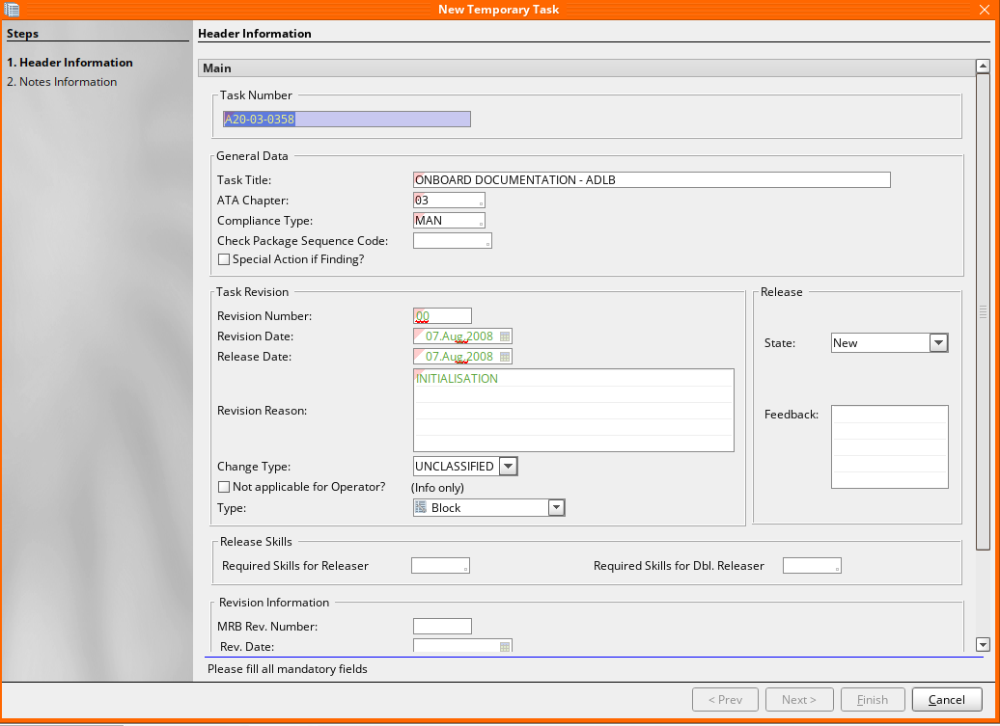 New Temporary Task
Steps
1. Header Information
2. Notes Information
Header Information
Main
Task Number
A20-03-0358
General Data
Task Title: ONBOARD DOCUMENTATION - ADLB
ATA Chapter: 03
Compliance Type: MAN
Check Package Sequence Code:
Special Action if Finding?
Task Revision
Revision Number: 00
Revision Date: 07.Aug.2008
Release Date: 07.Aug.2008
Revision Reason: INITIALISATION
Change Type: UNCLASSIFIED
Not applicable for Operator? (Info only)
Type: Block
Release
State: New
Feedback:
Release Skills
Required Skills for Releaser Required Skills for Dbl. Releaser
Revision Information
MRB Rev. Number:
Rev. Date:
Please fill all mandatory fields
< Prev Next > Finish Cancel